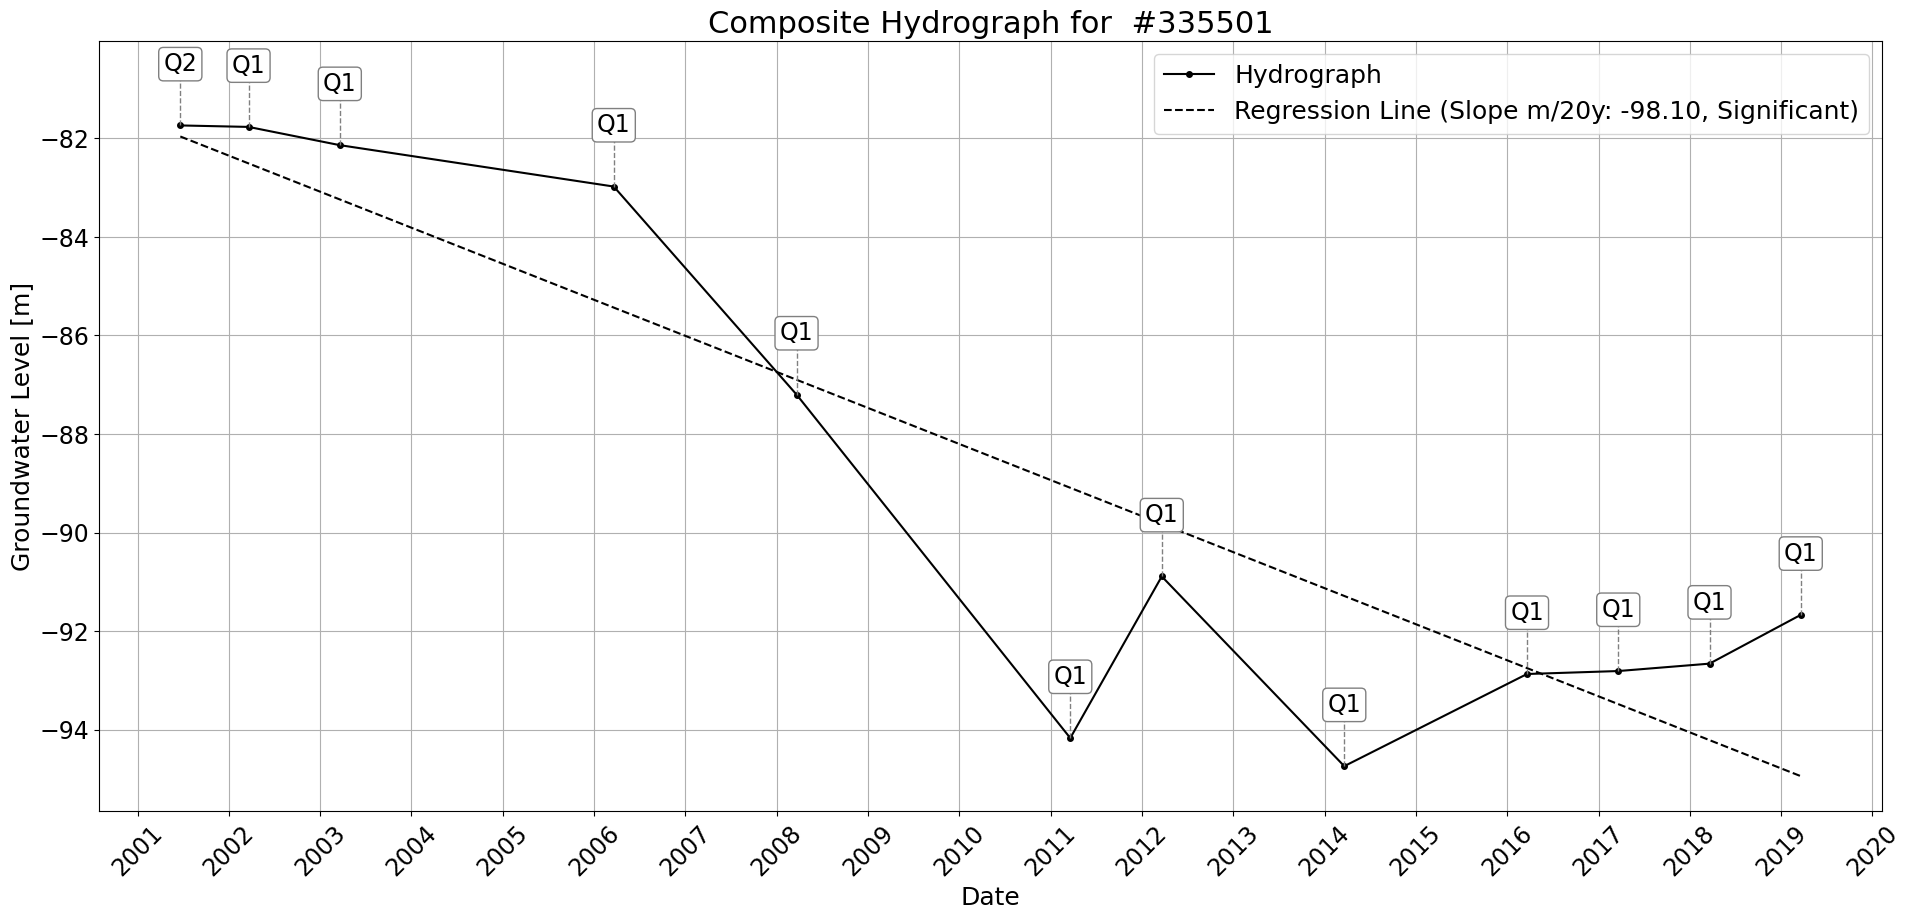 Composite Hydrograph for  #335501
Hydrograph
Regression Line (Slope m/20y: -98.10, Significant)
Q2
Q1
Q1
Q1
Q1
Q1
Q1
Q1
Q1
Q1
Q1
Q1
Groundwater Level [m]
−82
−84
−86
−88
−90
−92
−94
2001
2002
2003
2004
2005
2006
2007
2008
2009
2010
2011
2012
2013
2014
2015
2016
2017
2018
2019
2020
Date